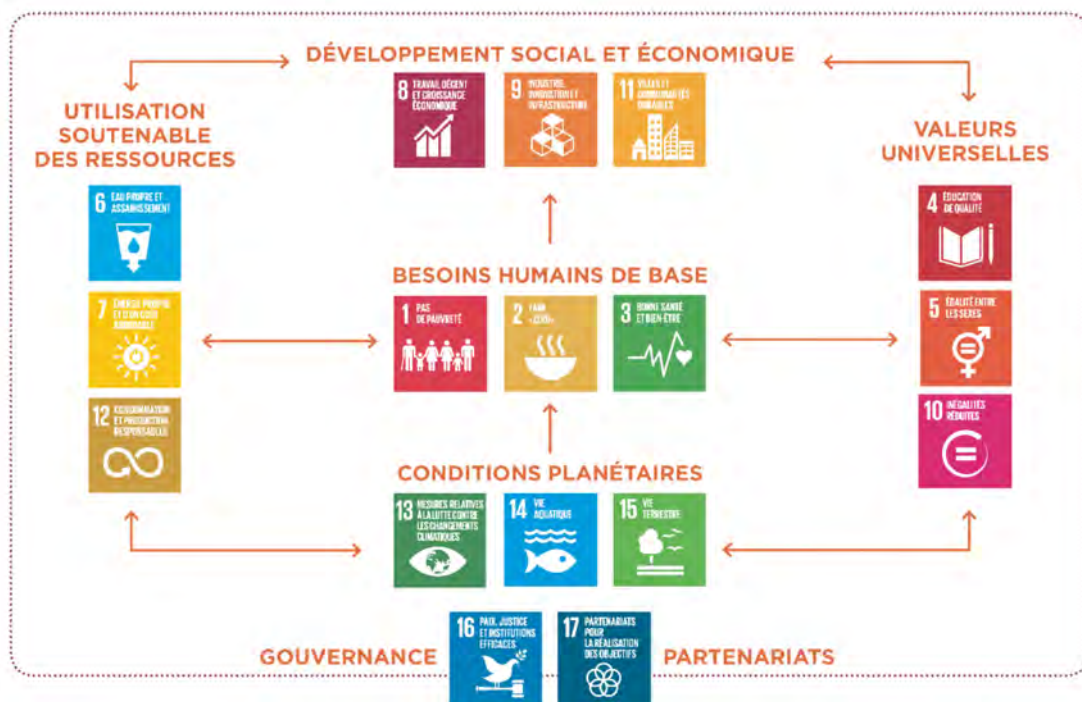 DÉVELOPPEMENT SOCIAL ET ÉCONOMIQUE
8 TRAVAIL DÉCENT
ET CROISSANCE
ÉCONOMIQUE
9 INDUSTRIE,
INNOVATION ET
INFRASTRUCTURE
11 VILLES ET
COMMUNAUTÉS
DURABLES
UTILISATION
SOUTENABLE
DES RESSOURCES
6 EAU PROPRE ET
ASSAINISSEMENT
7 ÉNERGIE PROPRE
ET D'UN COÛT
ABORDABLE
12 CONSOMMATION
ET PRODUCTION
RESPONSABLE
BESOINS HUMAINS DE BASE
1 PAS
DE PAUVRETÉ
2 FAIM
«ZÉRO»
3 BONNE SANTÉ
ET BIEN-ÊTRE
VALEURS
UNIVERSELLES
4 ÉDUCATION
DE QUALITÉ
5 ÉGALITÉ ENTRE
LES SEXES
10 INÉGALITÉS
RÉDUITES
CONDITIONS PLANÉTAIRES
13 MESURES RELATIVES
À LA LUTTE CONTRE
LES CHANGEMENTS
CLIMATIQUES
14 VIE
AQUATIQUE
15 VIE
TERRESTRE
GOUVERNANCE
16 PAIX, JUSTICE
ET INSTITUTIONS
EFFICACES
17 PARTENARIATS
POUR
LA RÉALISATION
DES OBJECTIFS
PARTENARIATS